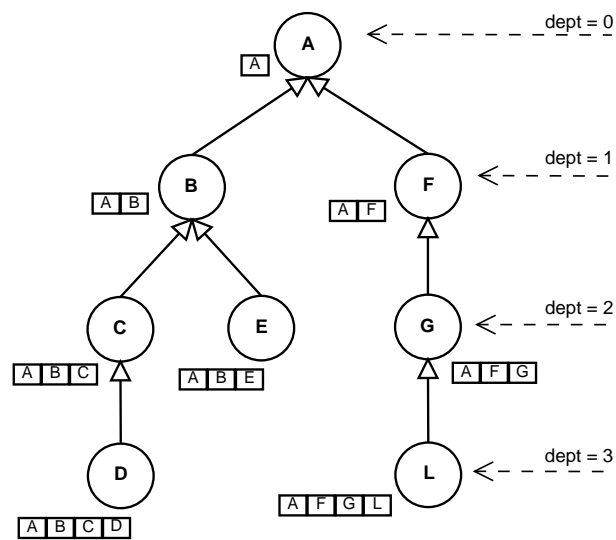 dept = 0
A
A
dept = 1
B
F
A B
A F
dept = 2
C
E
G
A B C
A B E
A F G
dept = 3
D
L
A B C D
A F G L